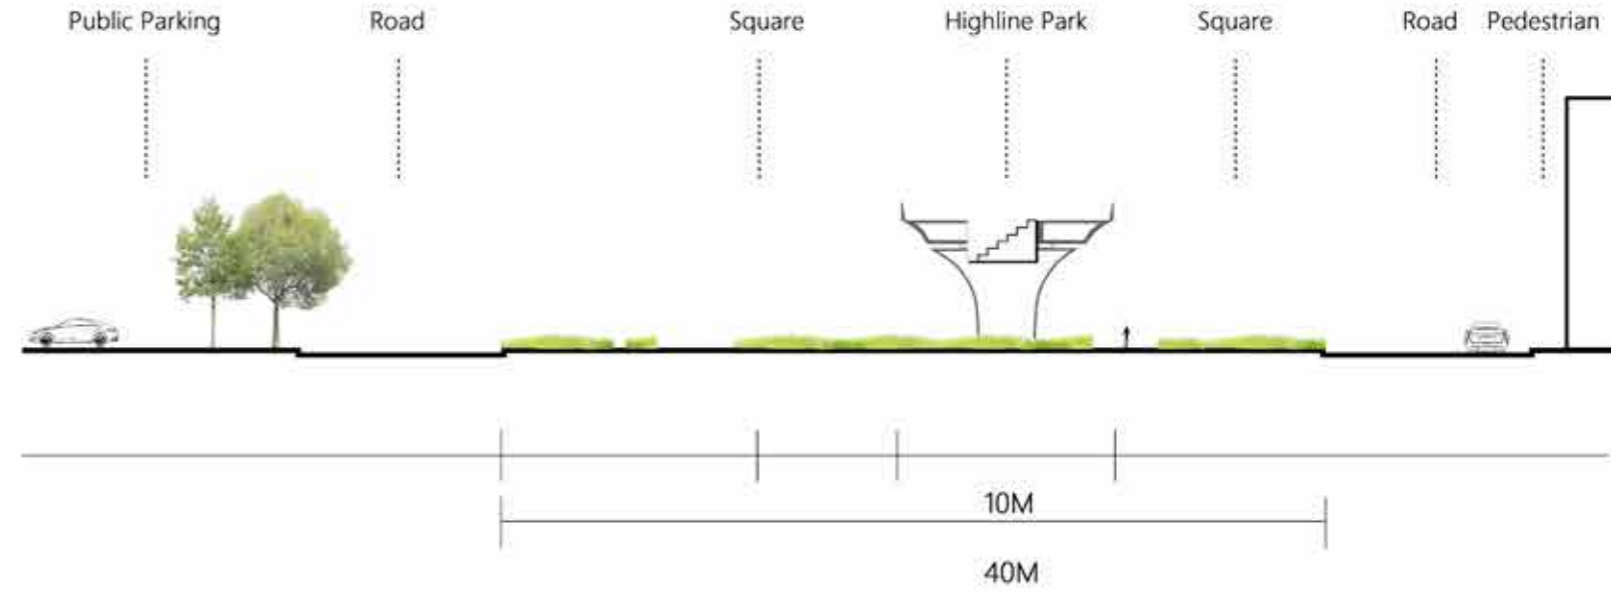 Public Parking
Road
Square
Highline Park
Square
Road
Pedestrian
10M
40M